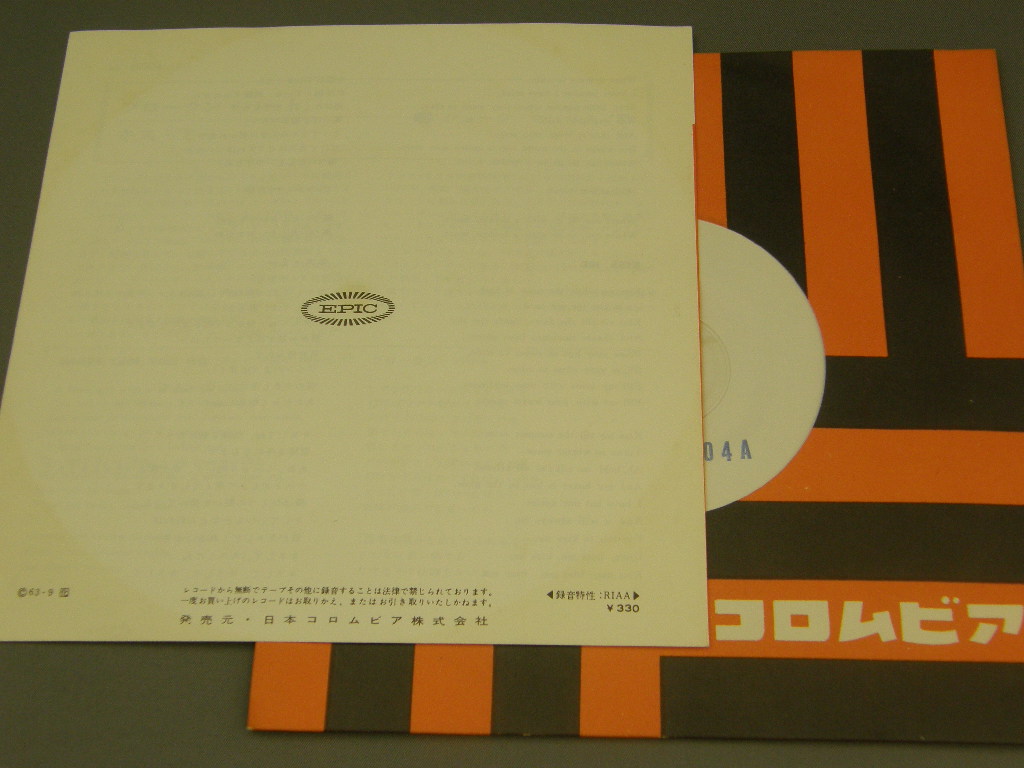 EPIC
04A
©63-9
レコードから無断でテープその他に録音することは法律で禁じられております。
一度お買い上げのレコードはお取りかえ、またはお引き取りいたしかねます。
発売元・日本コロムビア株式会社
◀録音特性:RIAA▶
¥330
コロムビア